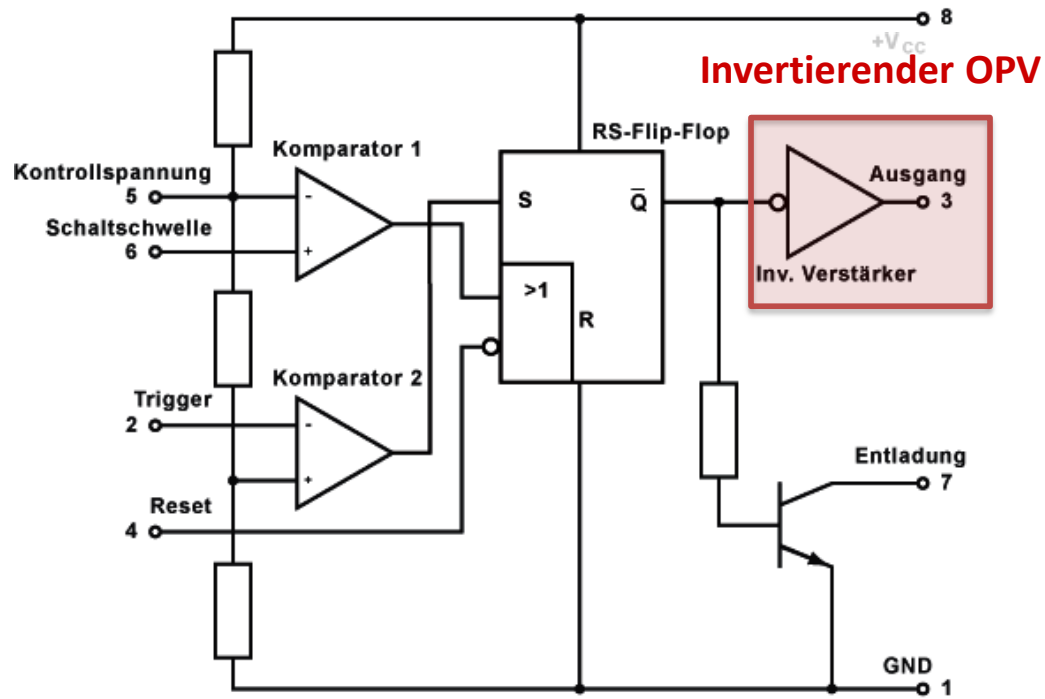 8
+VCC
Invertierender OPV
RS-Flip-Flop
Komparator 1
Kontrollspannung
5
-
S
Q̅
Ausgang
3
Schaltschwelle
6
+
Inv. Verstärker
>1
R
Komparator 2
Trigger
2
-
+
Entladung
7
Reset
4
GND
1